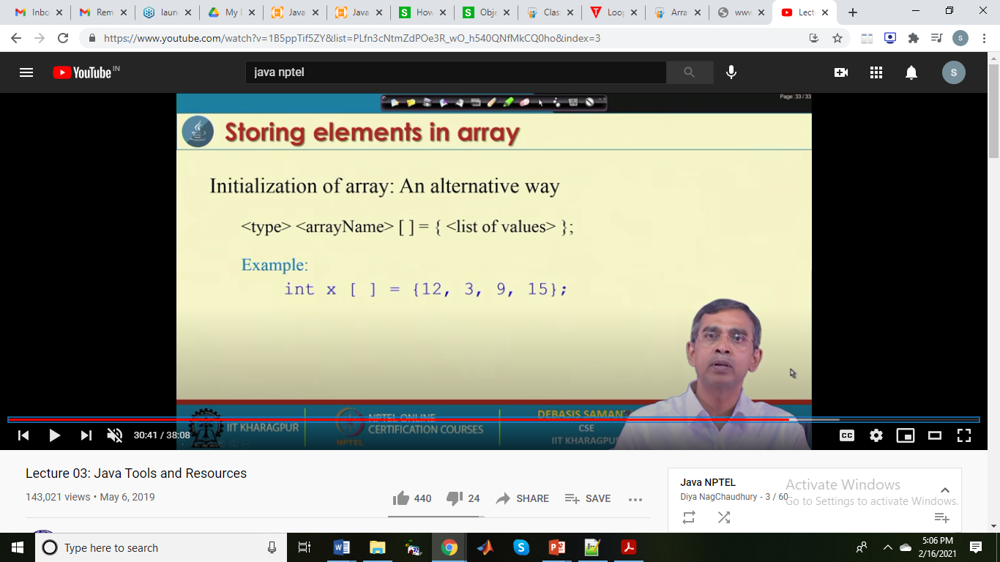 Inbo
Rem
laun
My D
Java
Java
How
Obje
Clas
Loop
Arra
www
Lect
https://www.youtube.com/watch?v=1B5ppTif5ZY&list=PLfn3cNtmZdPOe3R_wO_h540QNfMkCQ0ho&index=3
S
YouTube IN
java nptel
S
Page: 33 / 33
Storing elements in array
Initialization of array: An alternative way
<type> <arrayName> [ ] = { <list of values> };
Example:
int x [ ] = {12, 3, 9, 15};
IIT KHARAGPUR
NPTEL
NPTEL ONLINE
CERTIFICATION COURSES
DEBASIS SAMAN
CSE
IIT KHARAGPU
30:41 / 38:08
CC
Lecture 03: Java Tools and Resources
143,021 views • May 6, 2019
440
24
SHARE
SAVE
Java NPTEL
Diya NagChaudhury - 3 / 60
Activate Windows
Go to Settings to activate Windows.
Type here to search
5:06 PM
2/16/2021